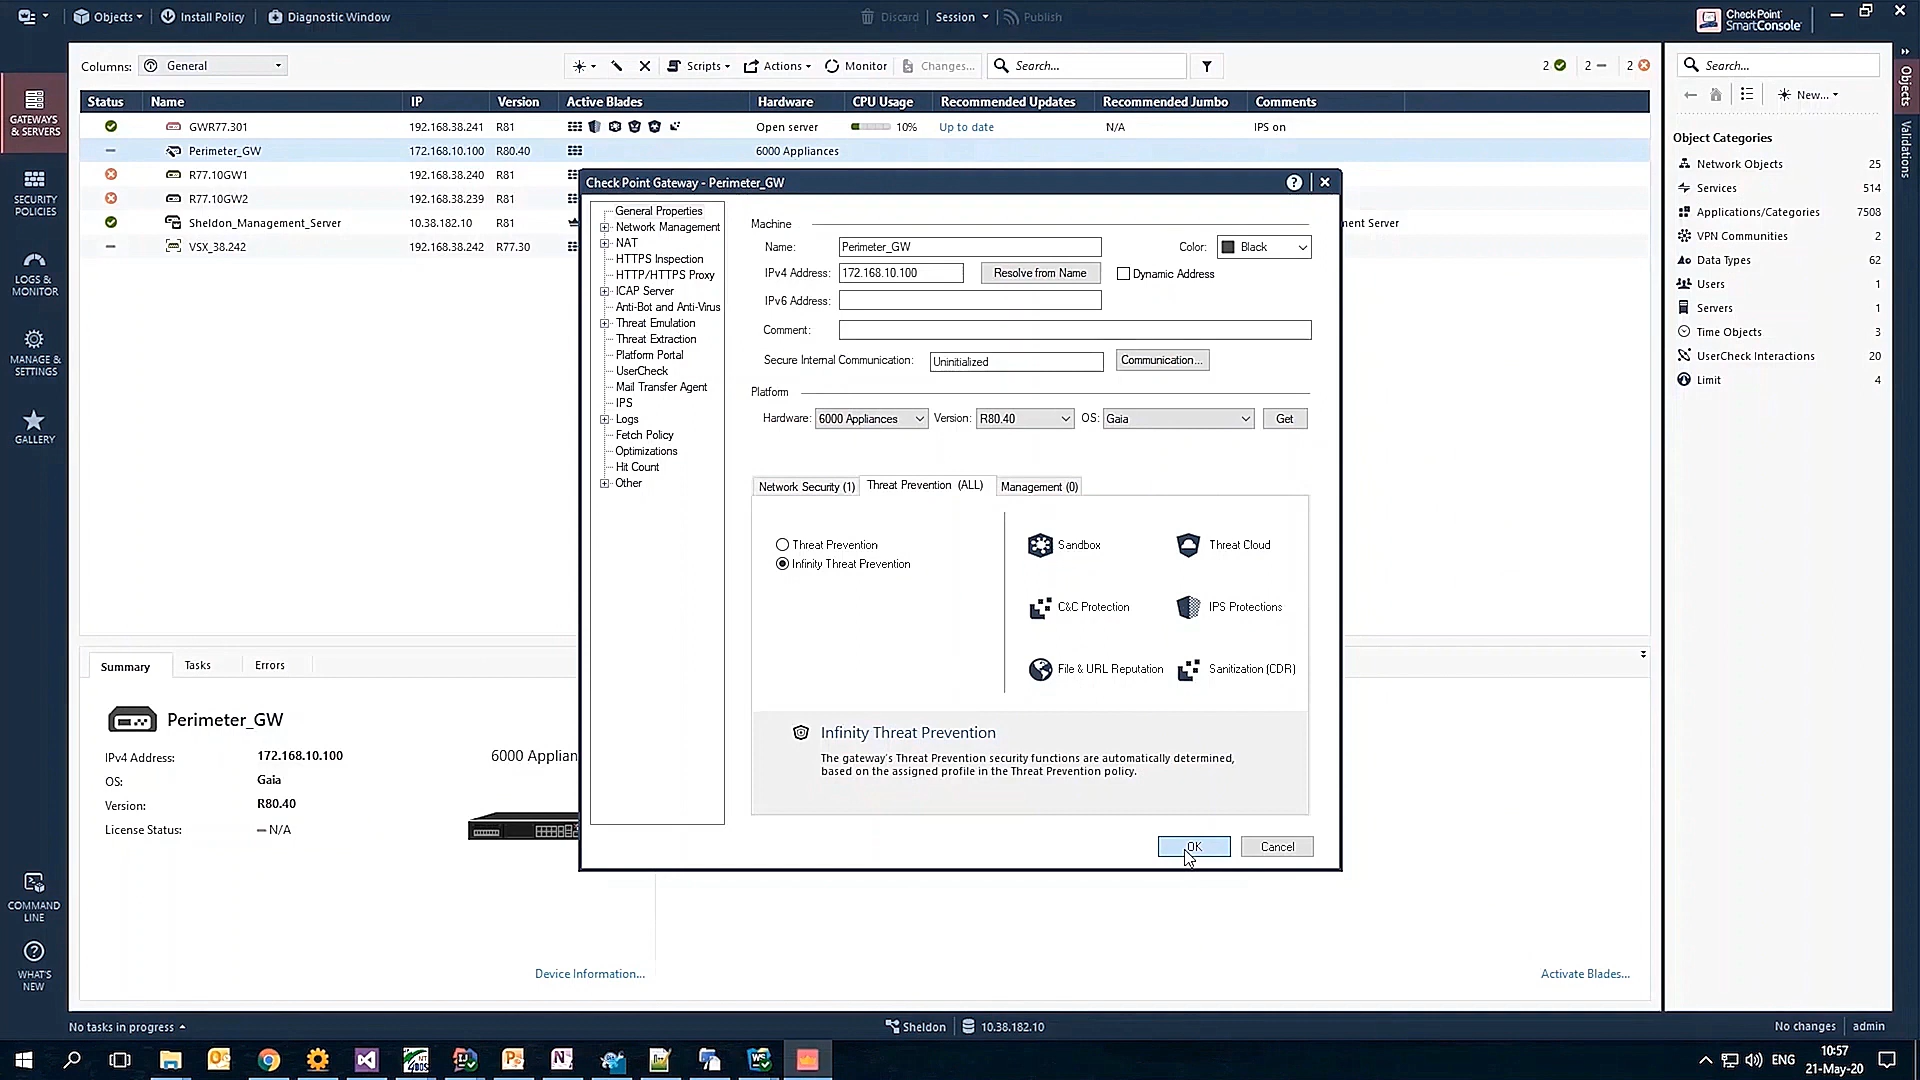 Objects
Install Policy
Diagnostic Window
Discard
Session
Publish
Check Point
SmartConsole
GATEWAYS
& SERVERS
SECURITY
POLICIES
LOGS &
MONITOR
MANAGE &
SETTINGS
GALLERY
COMMAND
LINE
WHAT'S
NEW
Columns: General
Scripts Actions Monitor Changes... Search...
2 2 2
Status Name IP Version Active Blades Hardware CPU Usage Recommended Updates Recommended Jumbo Comments
GWR77.301 192.168.38.241 R81 Open server 10% Up to date N/A IPS on
Perimeter_GW 172.168.10.100 R80.40 6000 Appliances
R77.10GW1 192.168.38.240 R81
R77.10GW2 192.168.38.239 R81
Sheldon_Management_Server 10.38.182.10 R81 ment Server
VSX_38.242 192.168.38.242 R77.30
Check Point Gateway - Perimeter_GW
General Properties
Network Management
NAT
HTTPS Inspection
HTTP/HTTPS Proxy
ICAP Server
Anti-Bot and Anti-Virus
Threat Emulation
Threat Extraction
Platform Portal
UserCheck
Mail Transfer Agent
IPS
Logs
Fetch Policy
Optimizations
Hit Count
Other
Machine
Name: Perimeter_GW Color: Black
IPv4 Address: 172.168.10.100 Resolve from Name Dynamic Address
IPv6 Address:
Comment:
Secure Internal Communication: Uninitialized Communication...
Platform
Hardware: 6000 Appliances Version: R80.40 OS: Gaia Get
Network Security (1) Threat Prevention (ALL) Management (0)
Threat Prevention
Infinity Threat Prevention
Sandbox Threat Cloud
C&C Protection IPS Protections
File & URL Reputation Sanitization (CDR)
Infinity Threat Prevention
The gateway's Threat Prevention security functions are automatically determined,
based on the assigned profile in the Threat Prevention policy.
OK Cancel
Summary Tasks Errors
Perimeter_GW
IPv4 Address: 172.168.10.100 6000 Applian
OS: Gaia
Version: R80.40
License Status: N/A
Device Information...
Activate Blades...
Search...
New...
Object Categories
Network Objects 25
Services 514
Applications/Categories 7508
VPN Communities 2
Data Types 62
Users 1
Servers 1
Time Objects 3
UserCheck Interactions 20
Limit 4
Objects
Validations
No tasks in progress
Sheldon 10.38.182.10
No changes admin
ENG
10:57
21-May-20